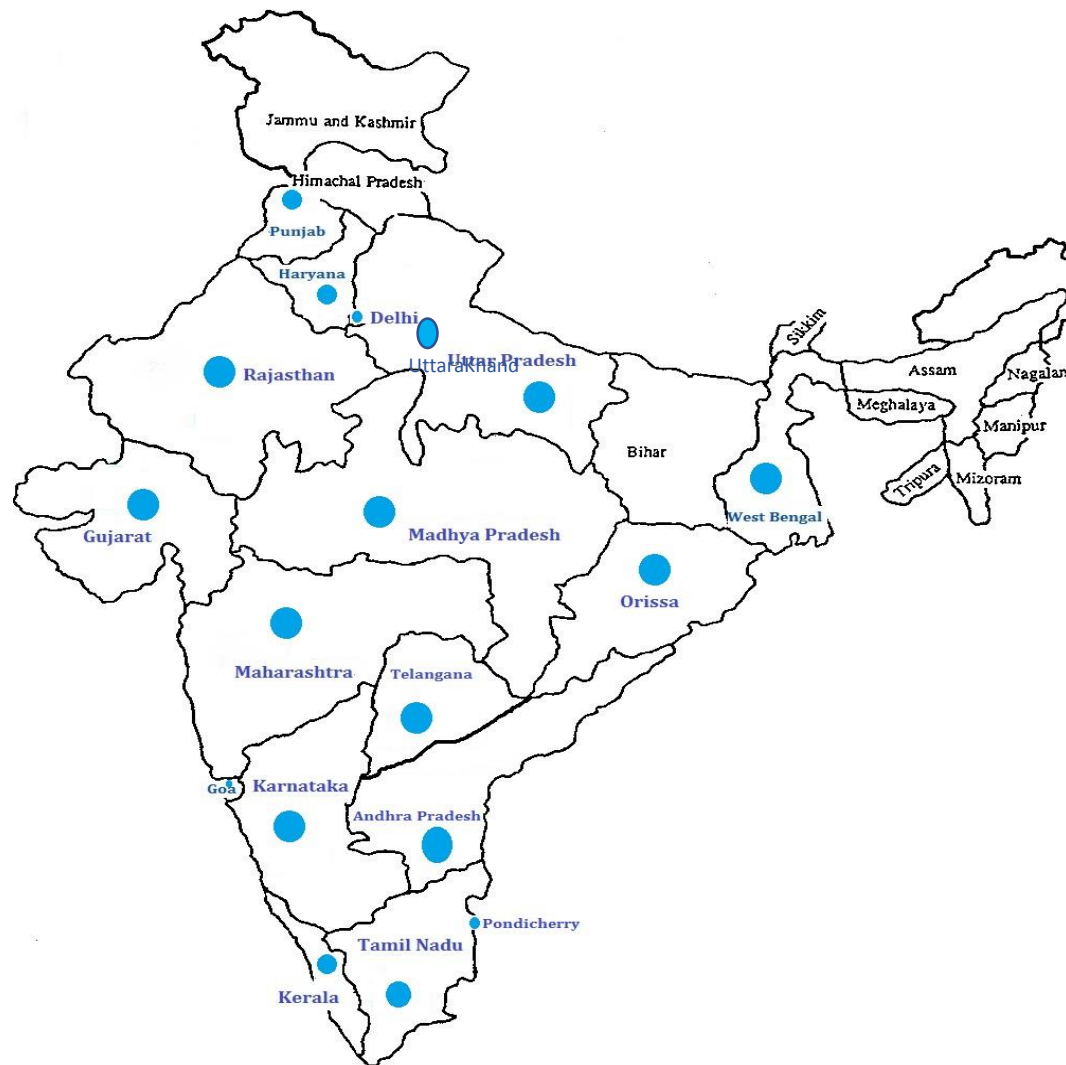 Jammu and Kashmir
Himachal Pradesh
Punjab
Haryana
Delhi
Uttar Pradesh
UttaraKhand
Rajasthan
Sikkim
Assam
Nagalan
Meghalaya
Manipur
Bihar
Tripura
Mizoram
West Bengal
Gujarat
Madhya Pradesh
Orissa
Maharashtra
Telangana
Goa
Karnataka
Andhra Pradesh
Pondicherry
Tamil Nadu
Kerala